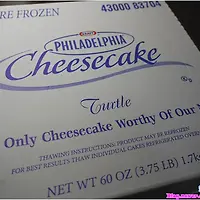 RE FROZEN 43000 83704
KRAFT
PHILADELPHIA
Cheesecake
®
Turtle
Only Cheesecake Worthy Of Our
THAWING INSTRUCTIONS: PRODUCT MAY BE REFROZEN
FOR BEST RESULTS THAW INDIVIDUAL CAKES REFRIGERATED OVER
NET WT 60 OZ (3.75 LB) 1.7